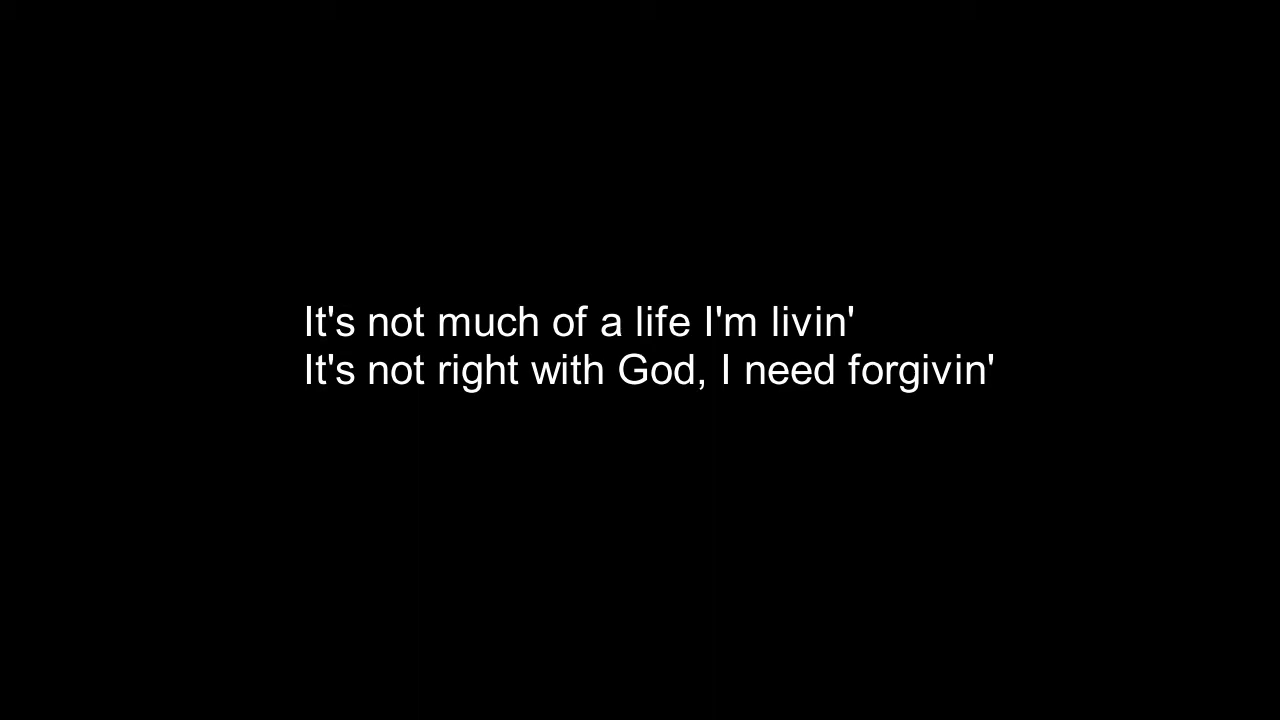 It's not much of a life I'm livin'
It's not right with God, I need forgivin'